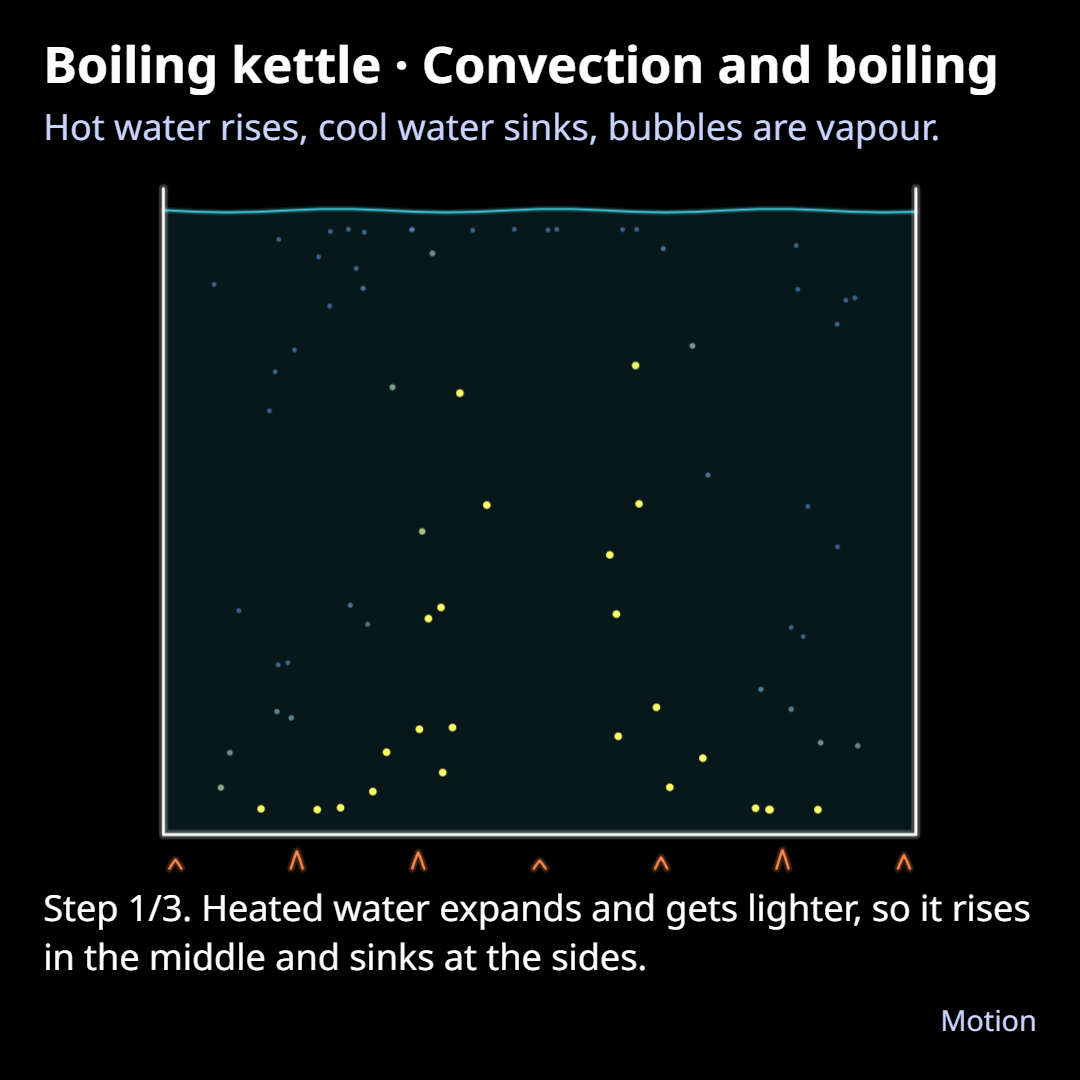 Boiling kettle · Convection and boiling
Hot water rises, cool water sinks, bubbles are vapour.
Step 1/3. Heated water expands and gets lighter, so it rises
in the middle and sinks at the sides.
Motion